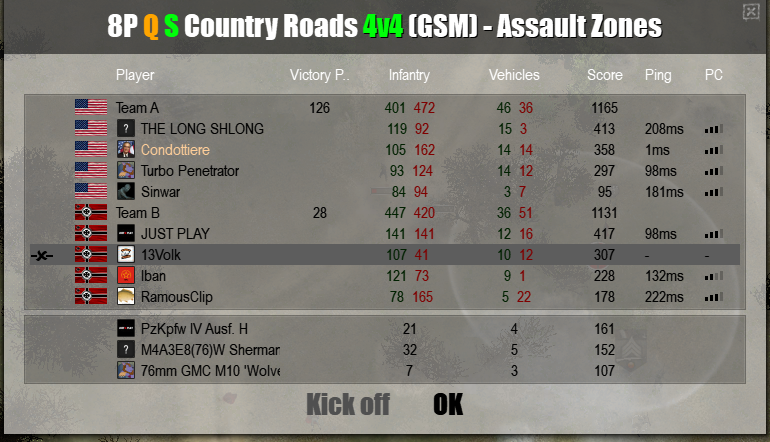 8P Q S Country Roads 4v4 (GSM) - Assault Zones
Player Victory P.. Infantry Vehicles Score Ping PC
Team A 126 401 472 46 36 1165
? THE LONG SHLONG 119 92 15 3 413 208ms
Condottiere 105 162 14 14 358 1ms
Turbo Penetrator 93 124 14 12 297 98ms
Sinwar 84 94 3 7 95 181ms
Team B 28 447 420 36 51 1131
JUST PLAY 141 141 12 16 417 98ms
-x- 13Volk 107 41 10 12 307 - -
Iban 121 73 9 1 228 132ms
RamousClip 78 165 5 22 178 222ms
PzKpfw IV Ausf. H 21 4 161
? M4A3E8(76)W Sherman 32 5 152
76mm GMC M10 'Wolve 7 3 107
Kick off OK